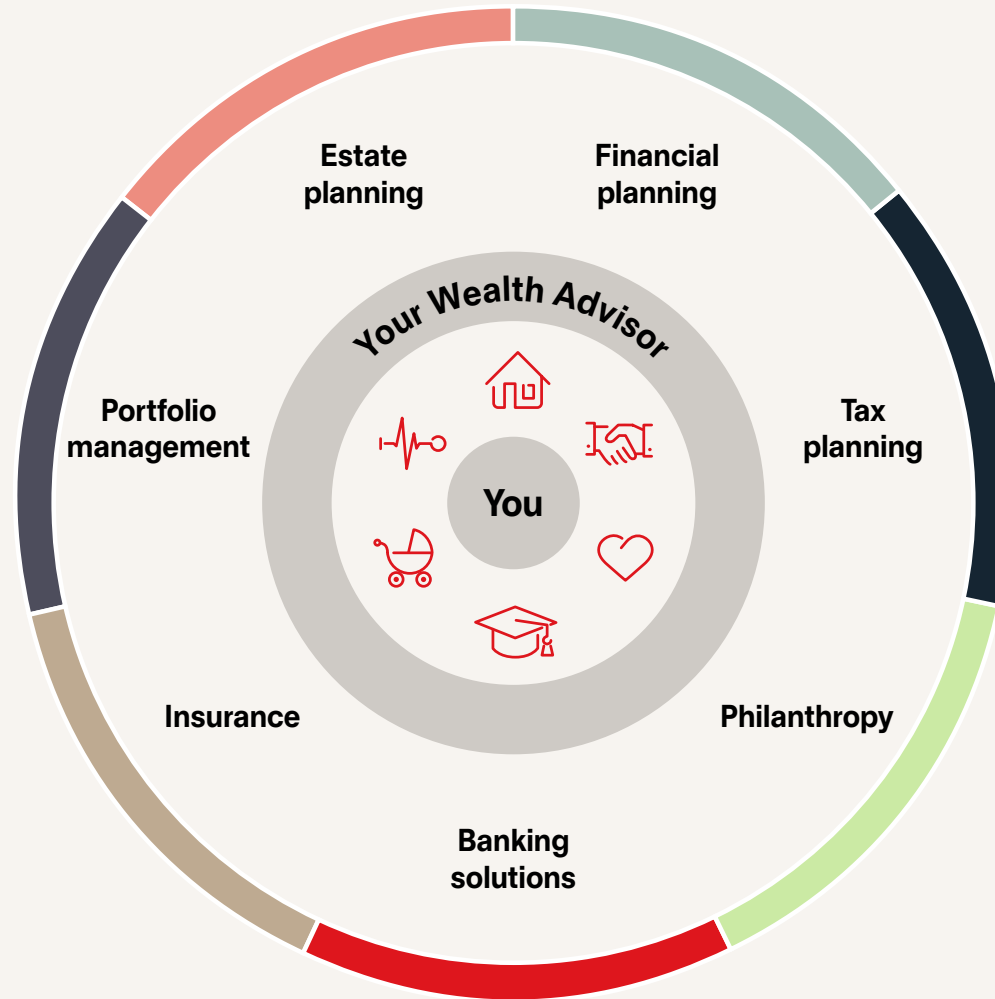 Estate
planning
Financial
planning
Your Wealth Advisor
Portfolio
management
Tax
planning
You
Insurance
Philanthropy
Banking
solutions